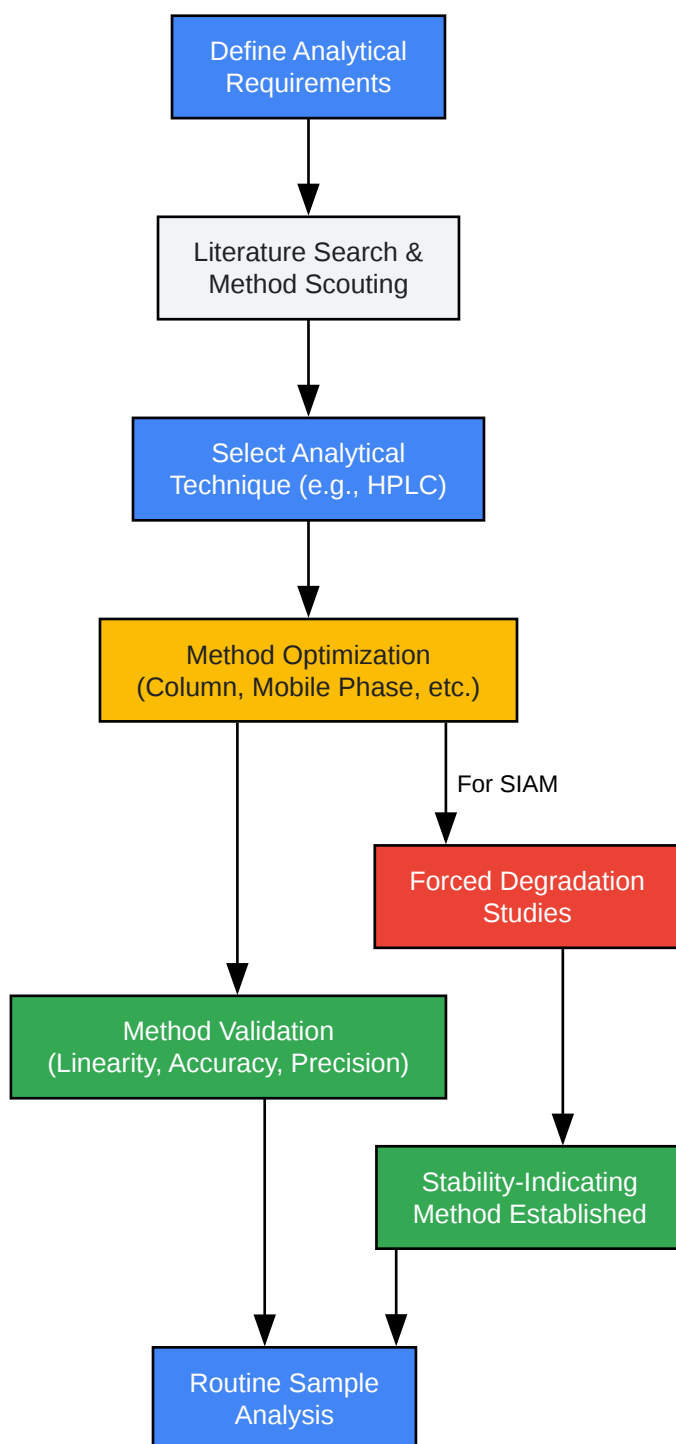 Define Analytical
Requirements
Literature Search &
Method Scouting
Select Analytical
Technique (e.g., HPLC)
Method Optimization
(Column, Mobile Phase, etc.)
For SIAM
Forced Degradation
Studies
Method Validation
(Linearity, Accuracy, Precision)
Stability-Indicating
Method Established
Routine Sample
Analysis